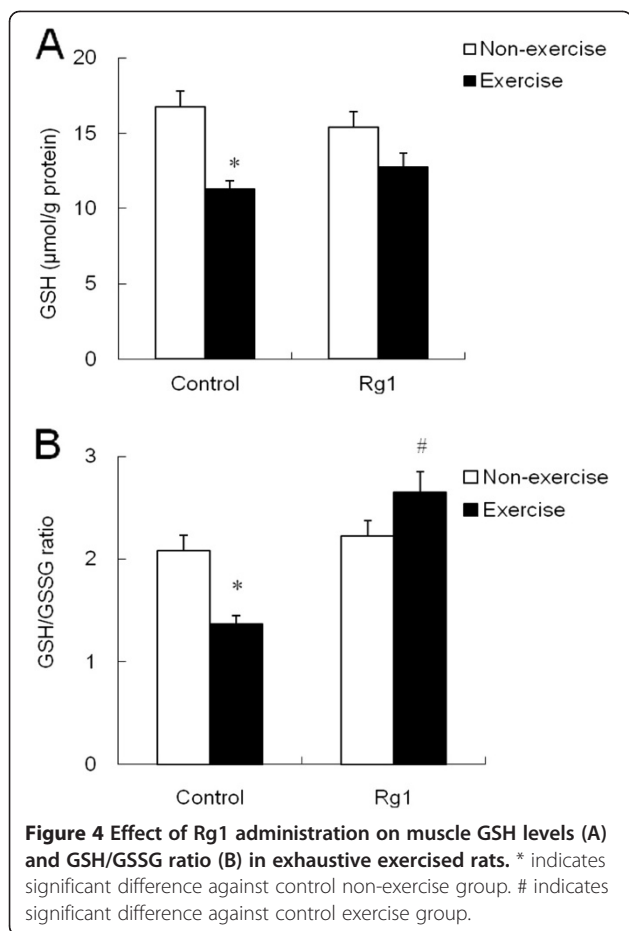 A
Non-exercise
Exercise
20
15
10
5
0
GSH (µmol/g protein)
*
Control
Rg1
B
Non-exercise
Exercise
3
2
1
0
GSH/GSSG ratio
*
#
Control
Rg1
Figure 4 Effect of Rg1 administration on muscle GSH levels (A)
and GSH/GSSG ratio (B) in exhaustive exercised rats. * indicates
significant difference against control non-exercise group. # indicates
significant difference against control exercise group.